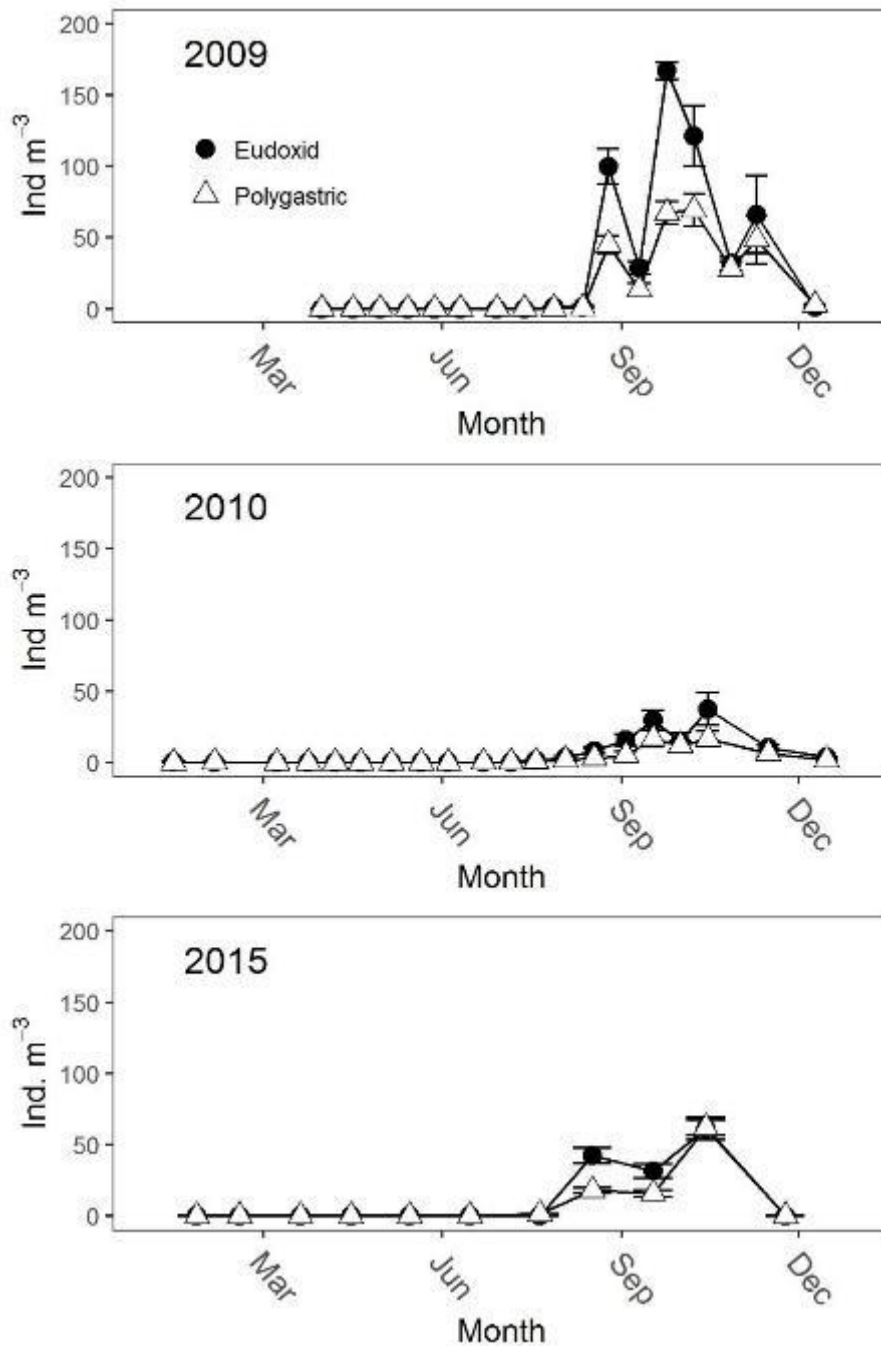 200
2009
150
Eudoxid
100
Polygastric
50
0
Ind m⁻³
Mar
Jun
Sep
Dec
Month
200
2010
150
100
50
0
Ind m⁻³
Mar
Jun
Sep
Dec
Month
200
2015
150
100
50
0
Ind. m⁻³
Mar
Jun
Sep
Dec
Month